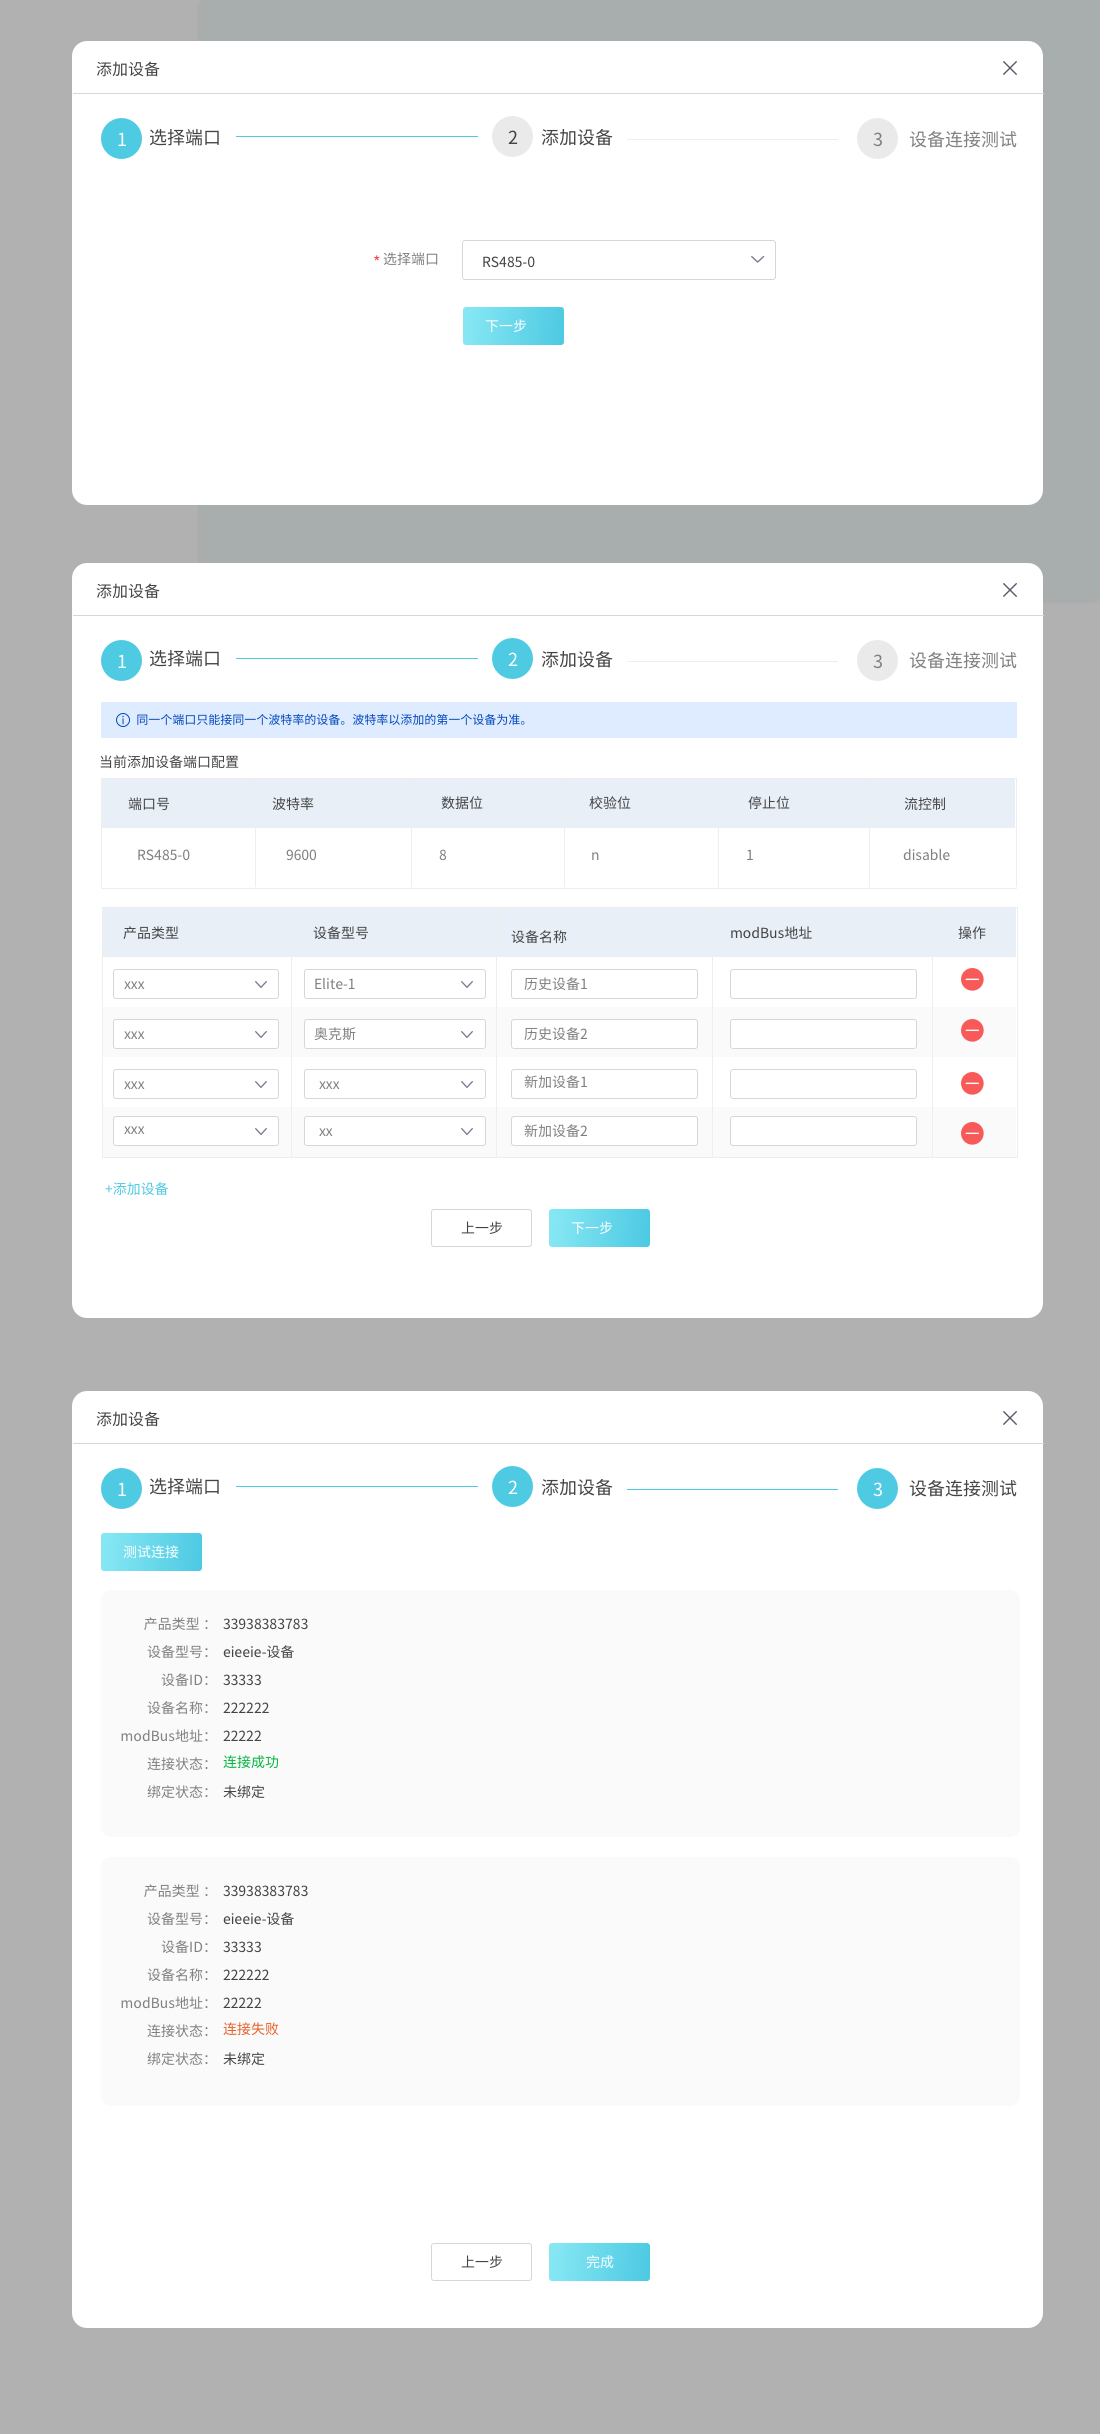 添加设备
1 选择端口 2 添加设备 3 设备连接测试
* 选择端口 RS485-0
下一步
添加设备
1 选择端口 2 添加设备 3 设备连接测试
同一个端口只能接同一个波特率的设备。波特率以添加的第一个设备为准。
当前添加设备端口配置
端口号 波特率 数据位 校验位 停止位 流控制
RS485-0 9600 8 n 1 disable
产品类型 设备型号 设备名称 modBus地址 操作
xxx Elite-1 历史设备1
xxx 奥克斯 历史设备2
xxx xxx 新加设备1
xxx xx 新加设备2
+添加设备
上一步 下一步
添加设备
1 选择端口 2 添加设备 3 设备连接测试
测试连接
产品类型： 33938383783
设备型号： eieeie-设备
设备ID： 33333
设备名称： 222222
modBus地址： 22222
连接状态： 连接成功
绑定状态： 未绑定
产品类型： 33938383783
设备型号： eieeie-设备
设备ID： 33333
设备名称： 222222
modBus地址： 22222
连接状态： 连接失败
绑定状态： 未绑定
上一步 完成